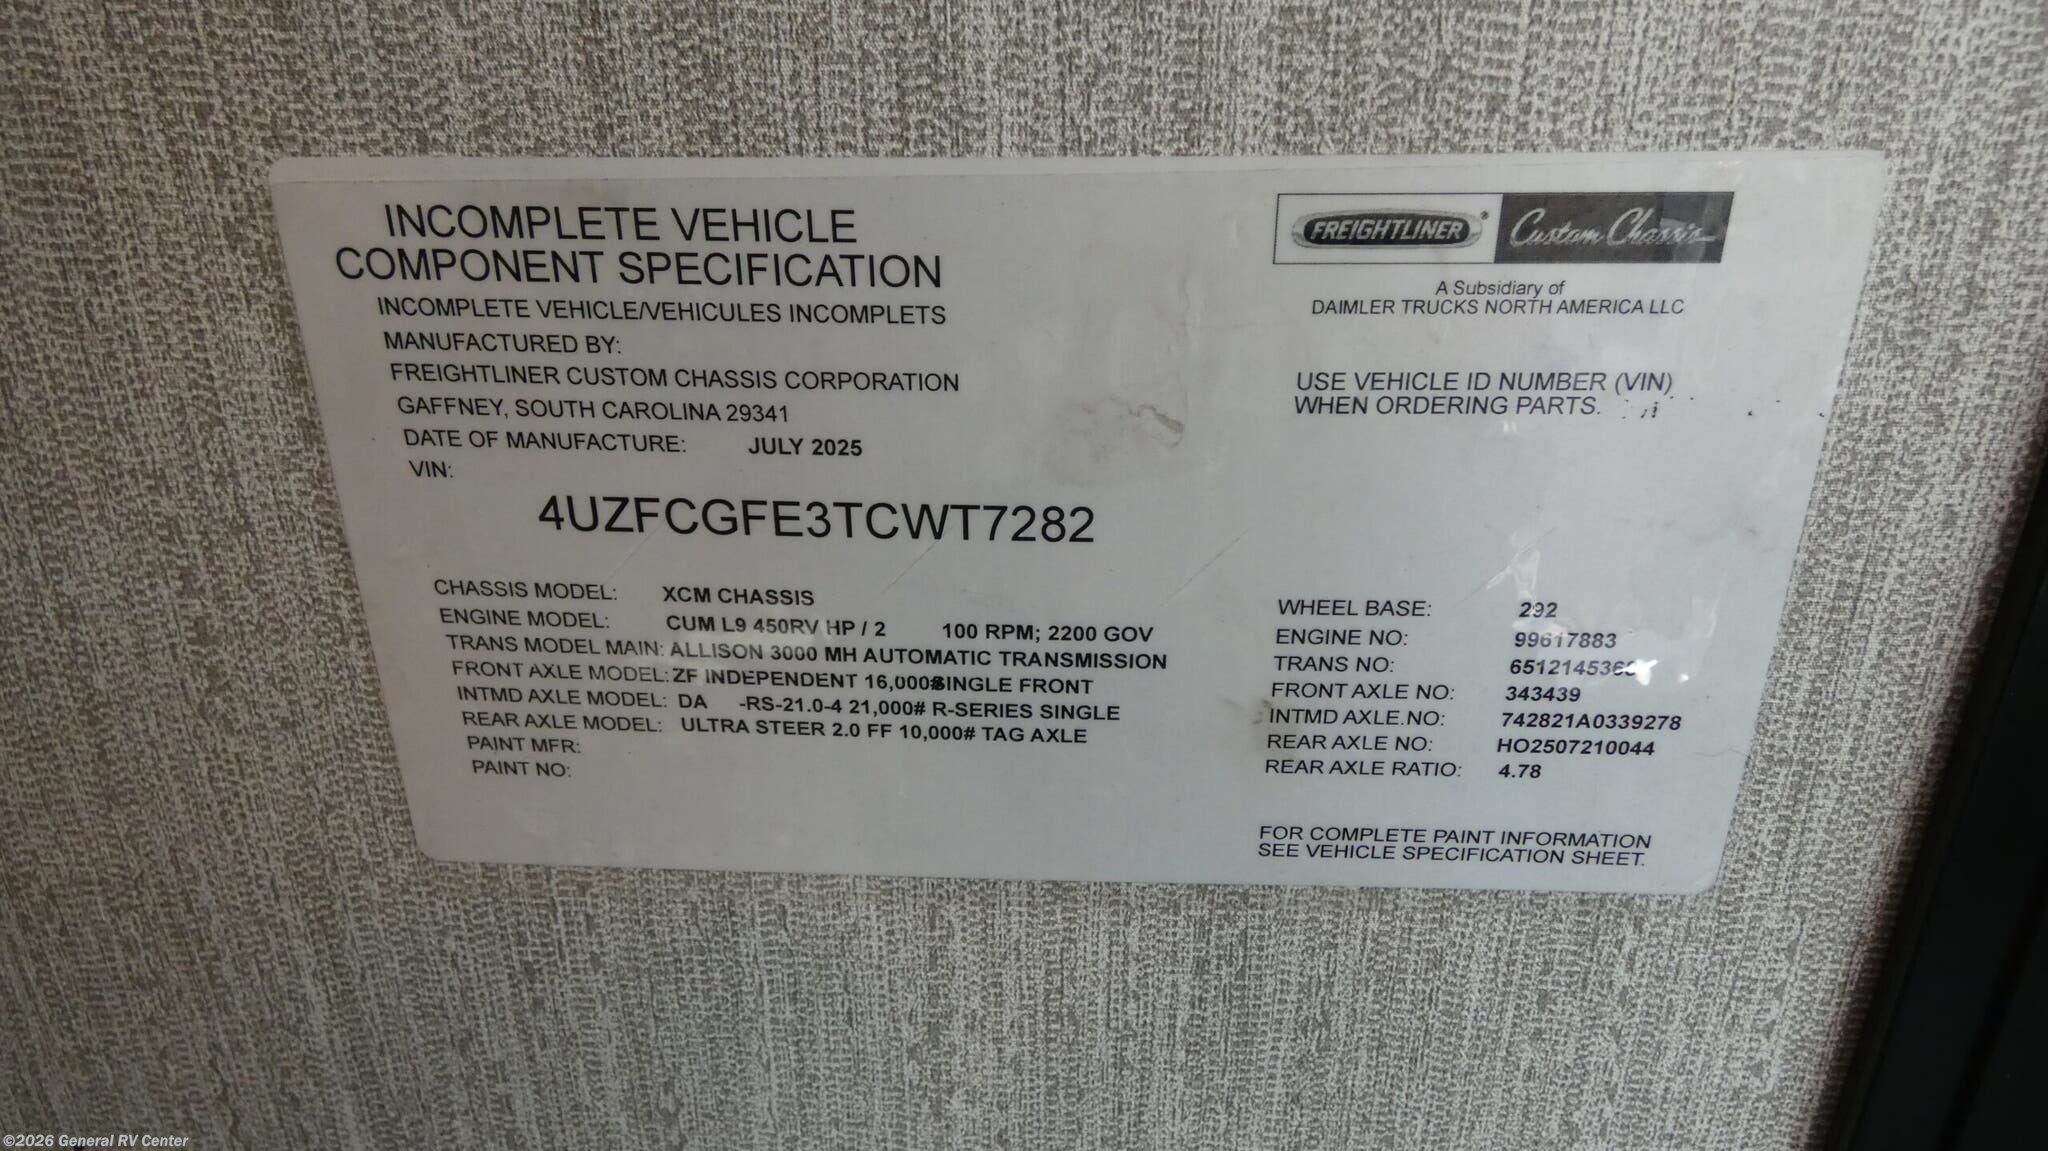 INCOMPLETE VEHICLE
COMPONENT SPECIFICATION
INCOMPLETE VEHICLE/VEHICULES INCOMPLETS
MANUFACTURED BY:
FREIGHTLINER CUSTOM CHASSIS CORPORATION
GAFFNEY, SOUTH CAROLINA 29341
DATE OF MANUFACTURE: JULY 2025
VIN:
4UZFCGFE3TCWT7282
CHASSIS MODEL: XCM CHASSIS
ENGINE MODEL: CUM L9 450RV HP / 2 100 RPM; 2200 GOV
TRANS MODEL MAIN: ALLISON 3000 MH AUTOMATIC TRANSMISSION
FRONT AXLE MODEL: ZF INDEPENDENT 16,000# SINGLE FRONT
INTMD AXLE MODEL: DA -RS-21.0-4 21,000# R-SERIES SINGLE
REAR AXLE MODEL: ULTRA STEER 2.0 FF 10,000# TAG AXLE
PAINT MFR:
PAINT NO:
FREIGHTLINER® Custom Chassis
A Subsidiary of
DAIMLER TRUCKS NORTH AMERICA LLC
USE VEHICLE ID NUMBER (VIN)
WHEN ORDERING PARTS.
WHEEL BASE: 292
ENGINE NO: 99617883
TRANS NO:
FRONT AXLE NO: 343439
INTMD AXLE.NO: 742821A0339278
REAR AXLE NO: HO2507210044
REAR AXLE RATIO: 4.78
FOR COMPLETE PAINT INFORMATION
SEE VEHICLE SPECIFICATION SHEET.
©2026 General RV Center